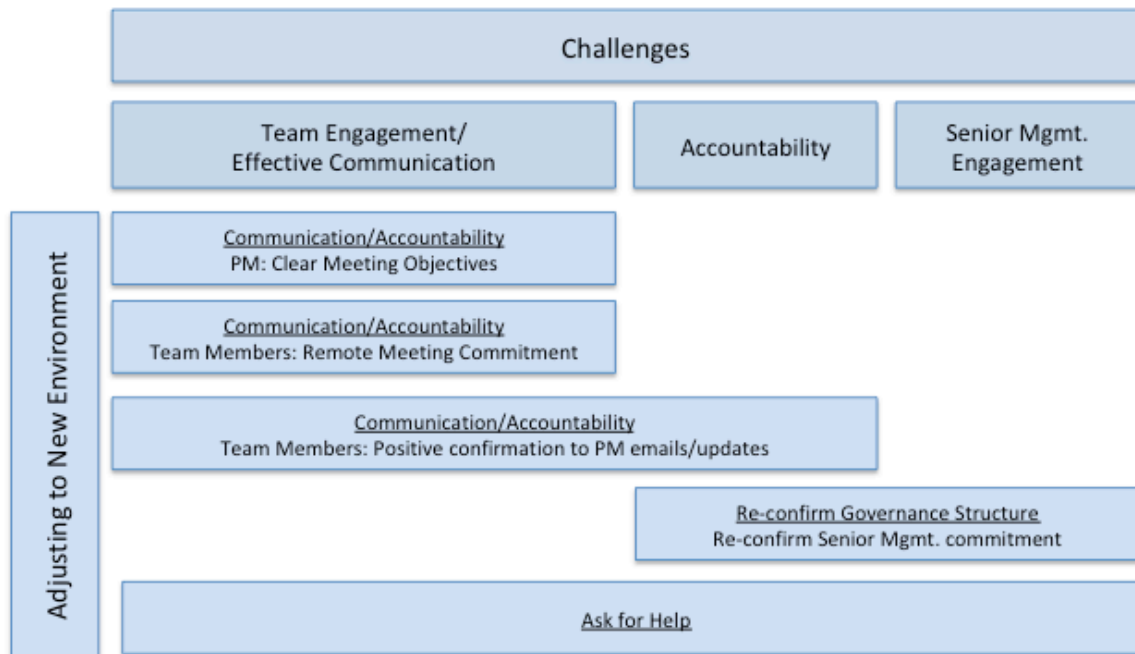 Challenges
Team Engagement/
Effective Communication
Accountability
Senior Mgmt.
Engagement
Adjusting to New Environment
Communication/Accountability
PM: Clear Meeting Objectives
Communication/Accountability
Team Members: Remote Meeting Commitment
Communication/Accountability
Team Members: Positive confirmation to PM emails/updates
Re-confirm Governance Structure
Re-confirm Senior Mgmt. commitment
Ask for Help